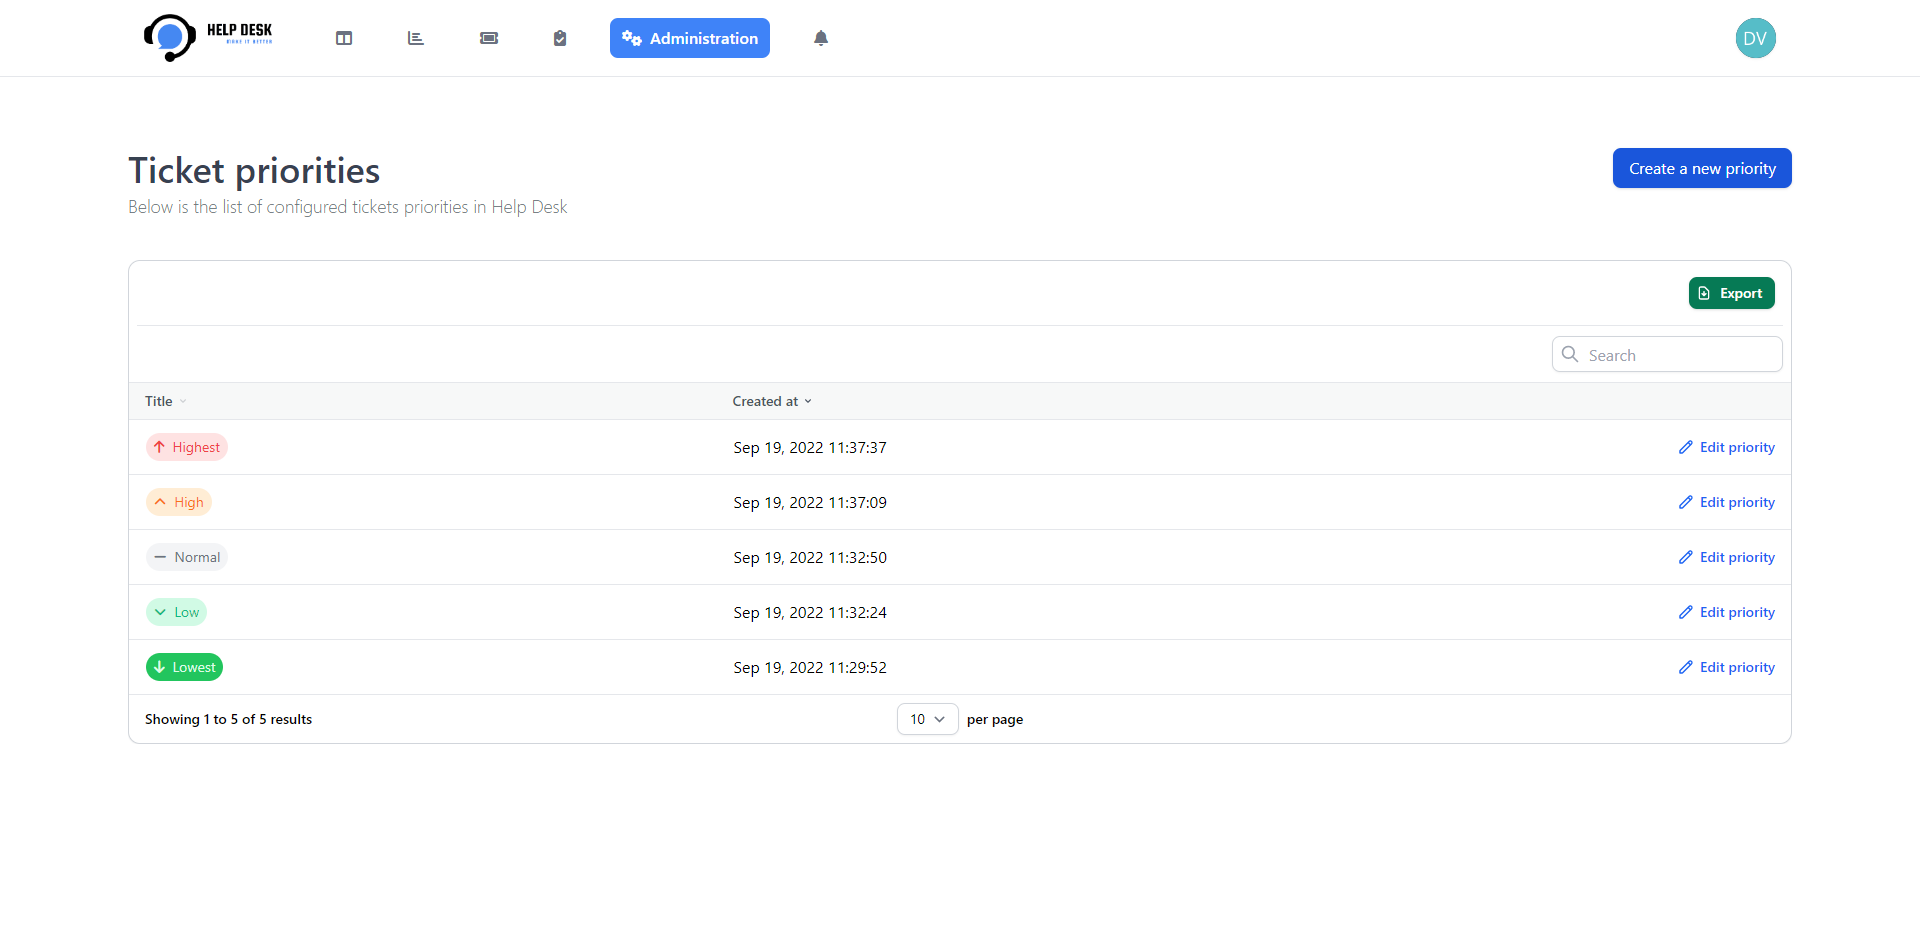 HELP DESK
Administration
DV
Ticket priorities
Create a new priority
Below is the list of configured tickets priorities in Help Desk
Export
Search
Title Created at
Highest Sep 19, 2022 11:37:37 Edit priority
High Sep 19, 2022 11:37:09 Edit priority
Normal Sep 19, 2022 11:32:50 Edit priority
Low Sep 19, 2022 11:32:24 Edit priority
Lowest Sep 19, 2022 11:29:52 Edit priority
Showing 1 to 5 of 5 results 10 per page